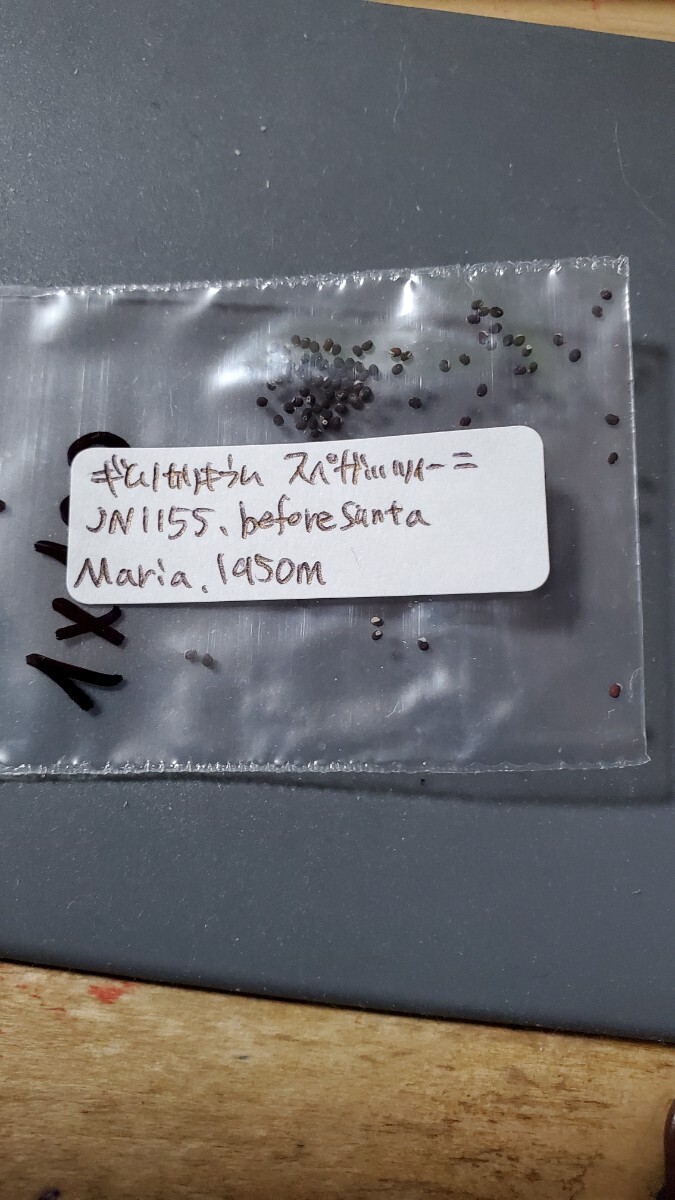 ギムノカリキウム スペガッツィーニ
JN1155、before Santa
Maria、1950m